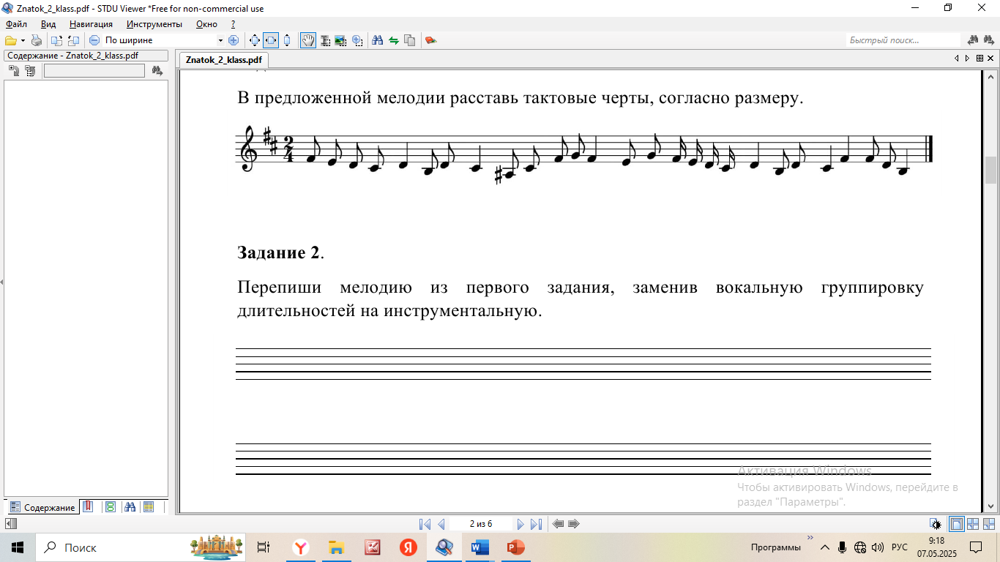 Znatok_2_klass.pdf - STDU Viewer *Free for non-commercial use
Файл Вид Навигация Инструменты Окно ?
По ширине
Быстрый поиск...
Содержание - Znatok_2_klass.pdf
Znatok_2_klass.pdf
В предложенной мелодии расставь тактовые черты, согласно размеру.
2
4
Задание 2.
Перепиши мелодию из первого задания, заменив вокальную группировку
длительностей на инструментальную.
Активация Windows
Чтобы активировать Windows, перейдите в
раздел "Параметры".
Содержание
2 из 6
Поиск
Программы
РУС
9:18
07.05.2025